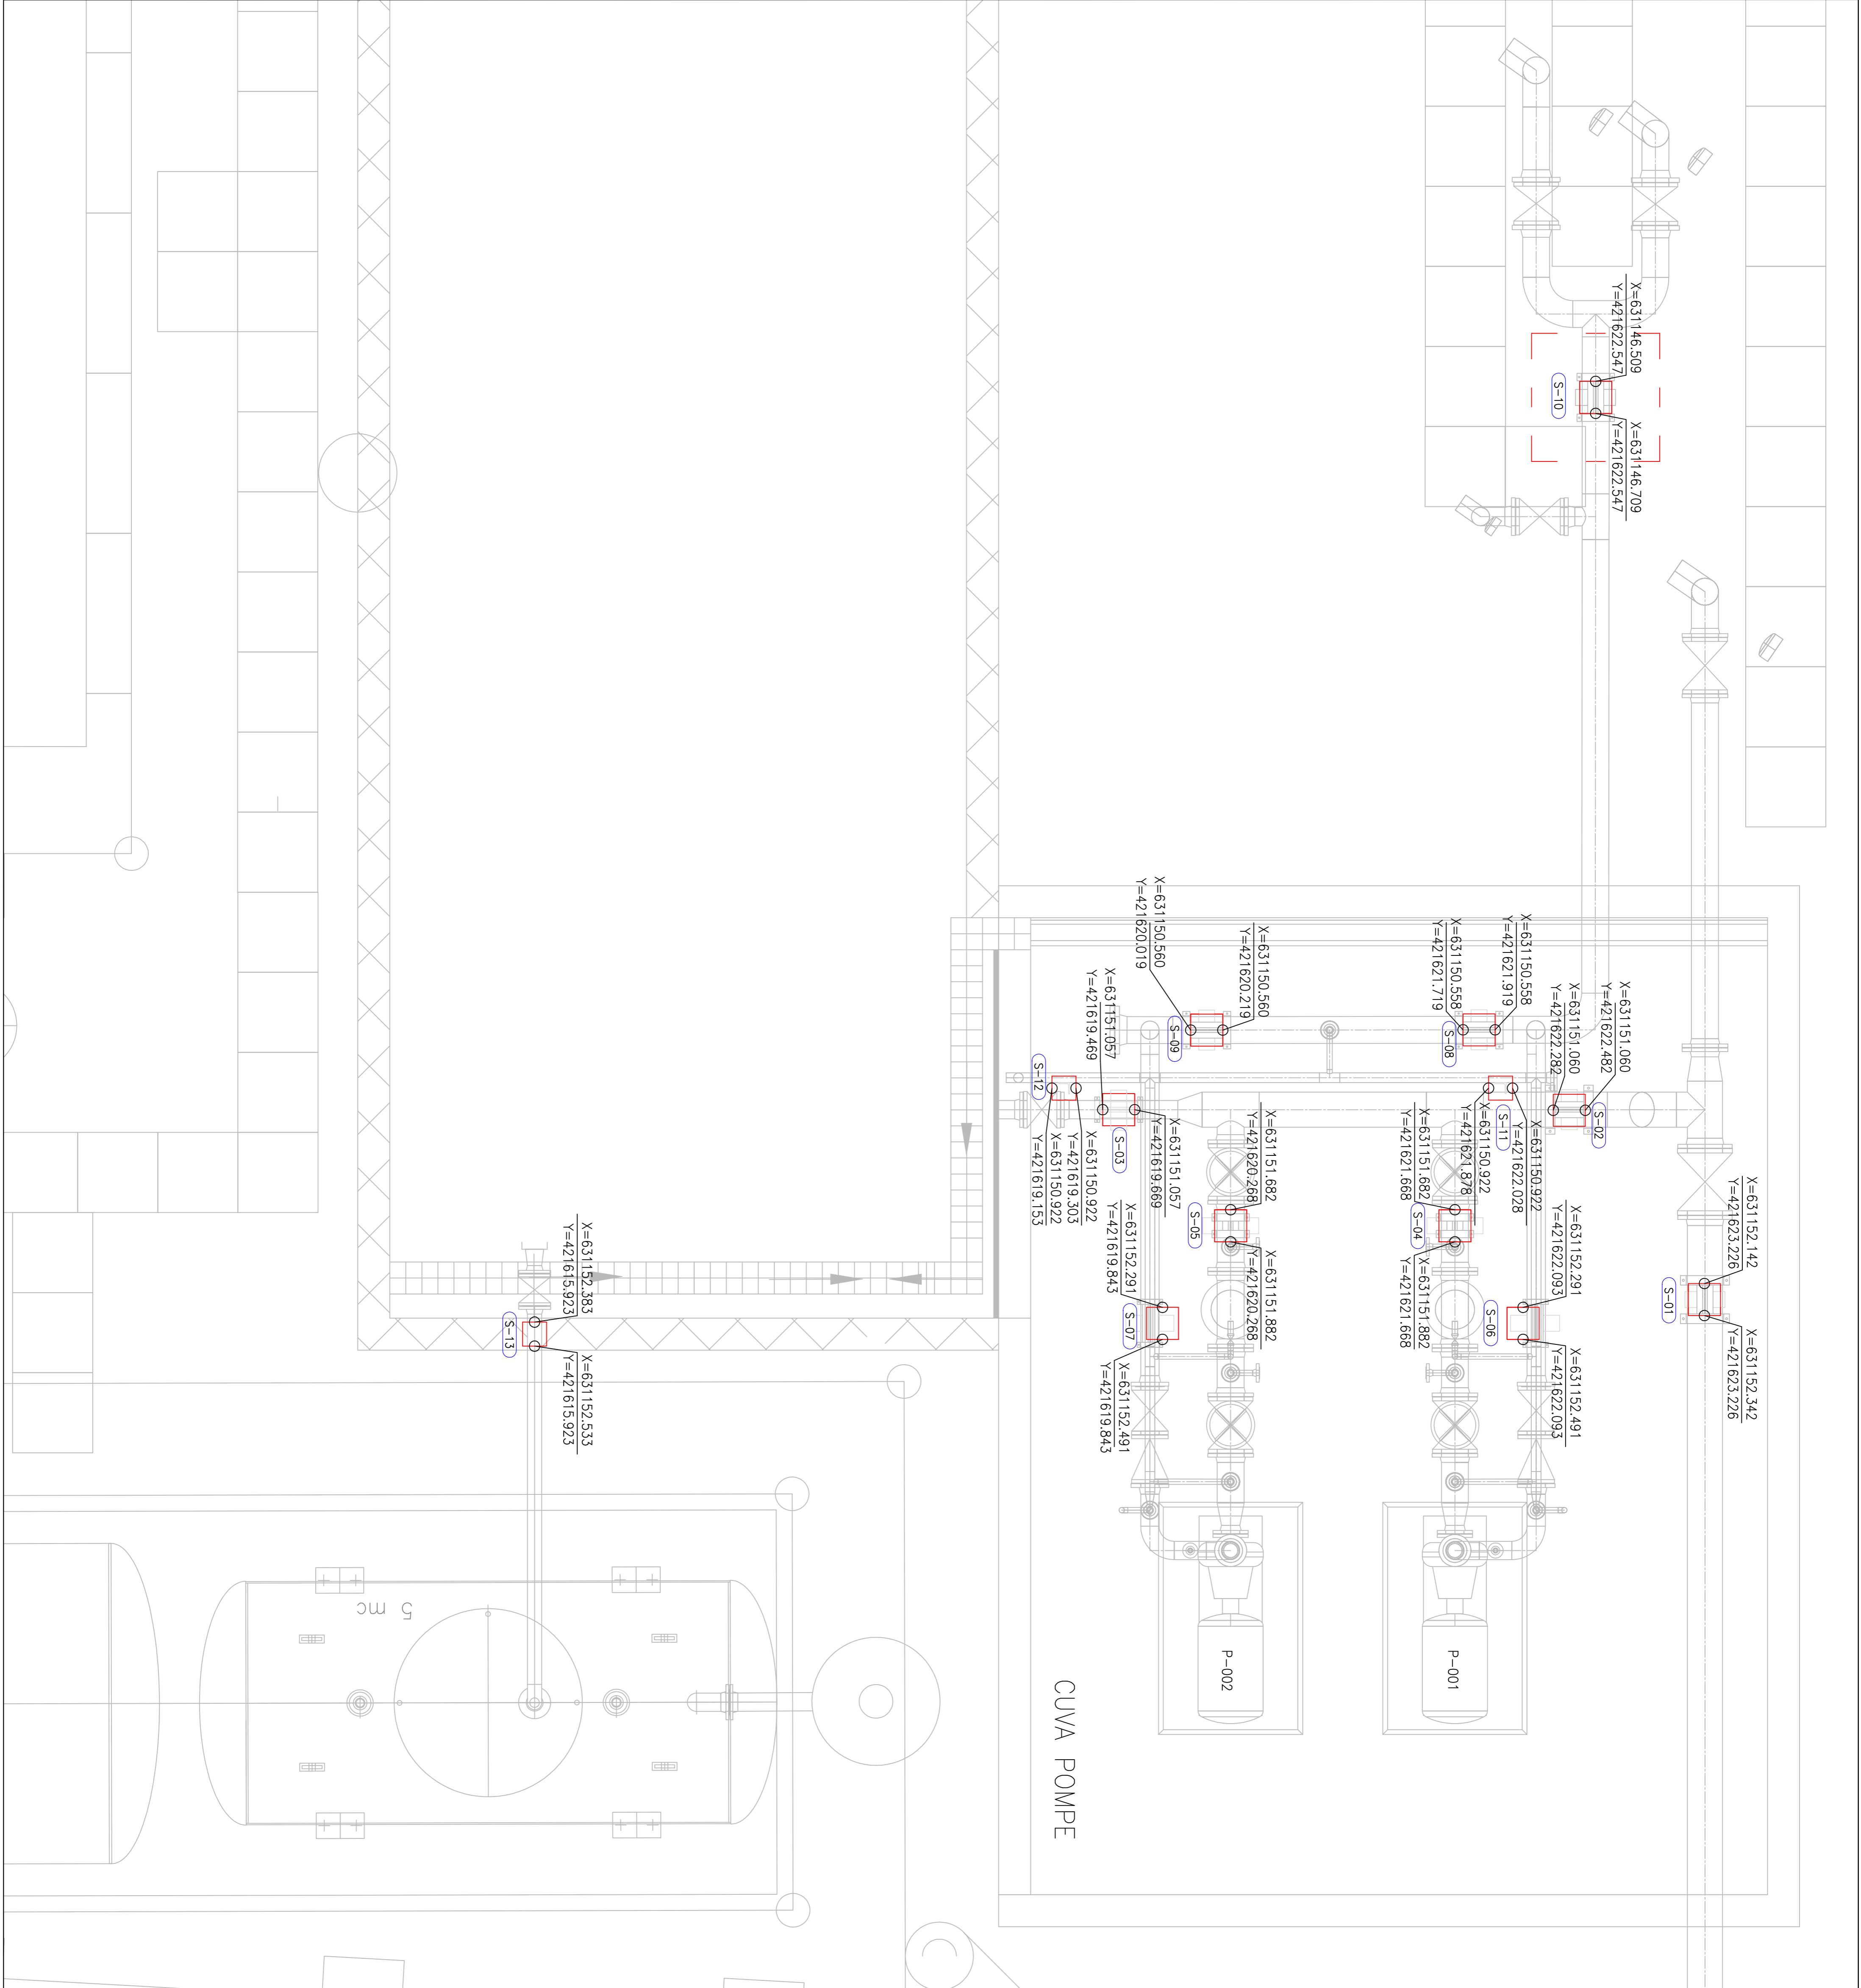 X=631146.509
Y=421622.547
X=631146.709
Y=421622.547
S-10
X=631150.560
Y=421620.019
X=631150.560
Y=421620.219
S-09
X=631150.558
Y=421621.719
X=631150.558
Y=421621.919
S-08
X=631151.060
Y=421622.282
X=631151.060
Y=421622.482
S-02
X=631151.057
Y=421619.469
X=631151.057
Y=421619.669
S-03
S-12
X=631150.922
Y=421619.303
X=631150.922
Y=421619.153
X=631150.922
Y=421621.878
X=631150.922
Y=421622.028
S-11
X=631151.682
Y=421620.268
X=631151.882
Y=421620.268
S-05
X=631151.682
Y=421621.668
X=631151.882
Y=421621.668
S-04
X=631152.142
Y=421623.226
X=631152.342
Y=421623.226
S-01
X=631152.291
Y=421622.093
X=631152.491
Y=421622.093
S-06
X=631152.291
Y=421619.843
X=631152.491
Y=421619.843
S-07
X=631152.383
Y=421615.923
X=631152.533
Y=421615.923
S-13
P-001
P-002
CUVA POMPE
5 mc